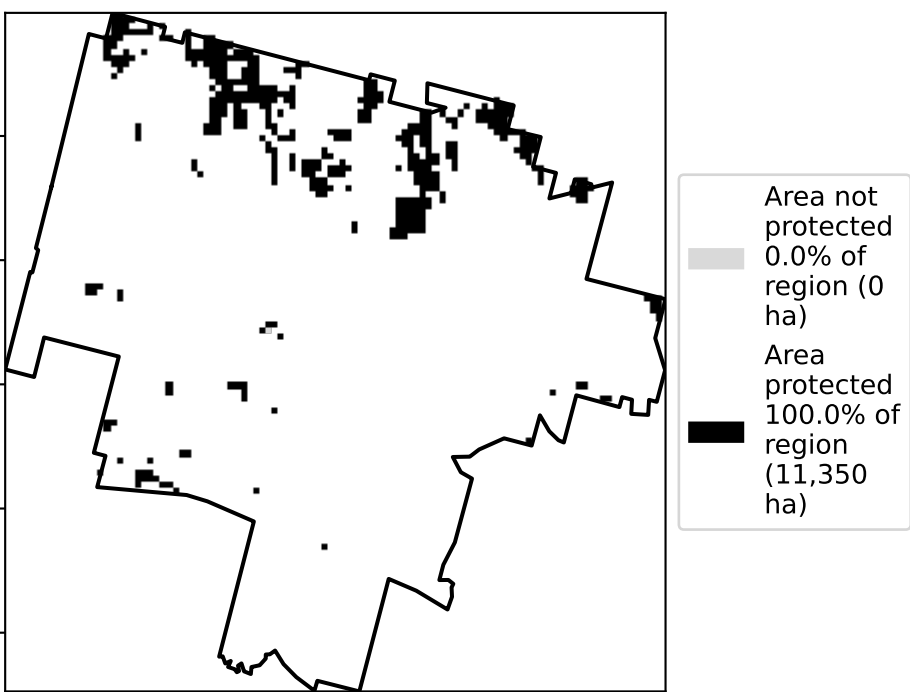 Area not
protected
0.0% of
region (0
ha)
Area
protected
100.0% of
region
(11,350
ha)